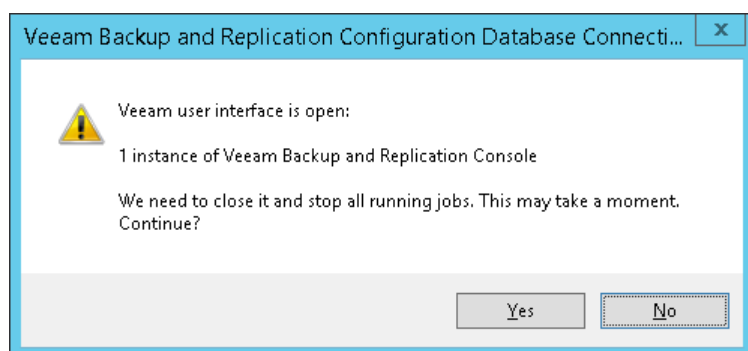 Veeam Backup and Replication Configuration Database Connecti...
x
Veeam user interface is open:
1 instance of Veeam Backup and Replication Console
We need to close it and stop all running jobs. This may take a moment.
Continue?
Yes
No